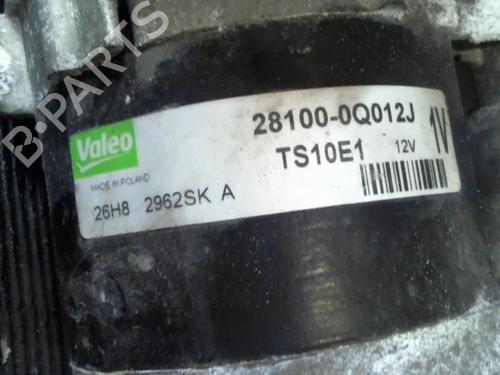 Valeo
MADE IN POLAND
26H8 2962SK A
28100-0Q012J
TS10E1 12V
1V
B-Parts